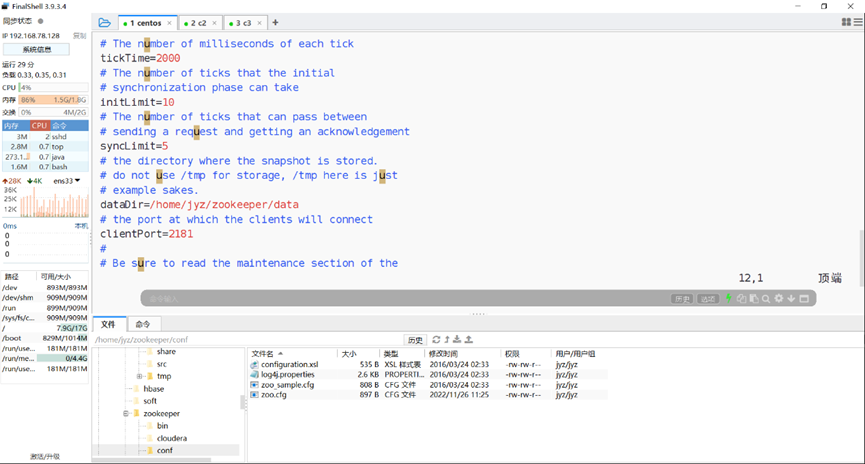 FinalShell 3.9.3.4
同步状态
IP 192.168.78.128 复制
系统信息
运行 29 分
负载 0.33, 0.35, 0.31
CPU 4%
内存 86% 1.5G/1.8G
交换 0% 4M/2G
内存 CPU 命令
3M 2 sshd
2.8M 0.7 top
273.1... 0.7 java
1.6M 0.7 bash
28K 4K ens33
36K
25K
12K
0ms 本机
0
0
0
路径 可用/大小
/dev 893M/893M
/dev/shm 909M/909M
/run 899M/909M
/sys/fs/c... 909M/909M
/ 7.9G/17G
/boot 829M/1014M
/run/use... 181M/181M
/run/me... 0/4.4G
/run/use... 181M/181M
激活/升级
1 centos × 2 c2 × 3 c3 × +
# The number of milliseconds of each tick
tickTime=2000
# The number of ticks that the initial
# synchronization phase can take
initLimit=10
# The number of ticks that can pass between
# sending a request and getting an acknowledgement
syncLimit=5
# the directory where the snapshot is stored.
# do not use /tmp for storage, /tmp here is just
# example sakes.
dataDir=/home/jyz/zookeeper/data
# the port at which the clients will connect
clientPort=2181
#
# Be sure to read the maintenance section of the
12,1 顶端
命令输入 历史 选项
文件 命令
/home/jyz/zookeeper/conf 历史
share
src
tmp
hbase
soft
zookeeper
bin
cloudera
conf
文件名 大小 类型 修改时间 权限 用户/用户组
configuration.xsl 535 B XSL 样式表 2016/03/24 02:33 -rw-rw-r-- jyz/jyz
log4j.properties 2.6 KB PROPERTI... 2016/03/24 02:33 -rw-rw-r-- jyz/jyz
zoo_sample.cfg 808 B CFG 文件 2016/03/24 02:33 -rw-rw-r-- jyz/jyz
zoo.cfg 897 B CFG 文件 2022/11/26 11:25 -rw-rw-r-- jyz/jyz